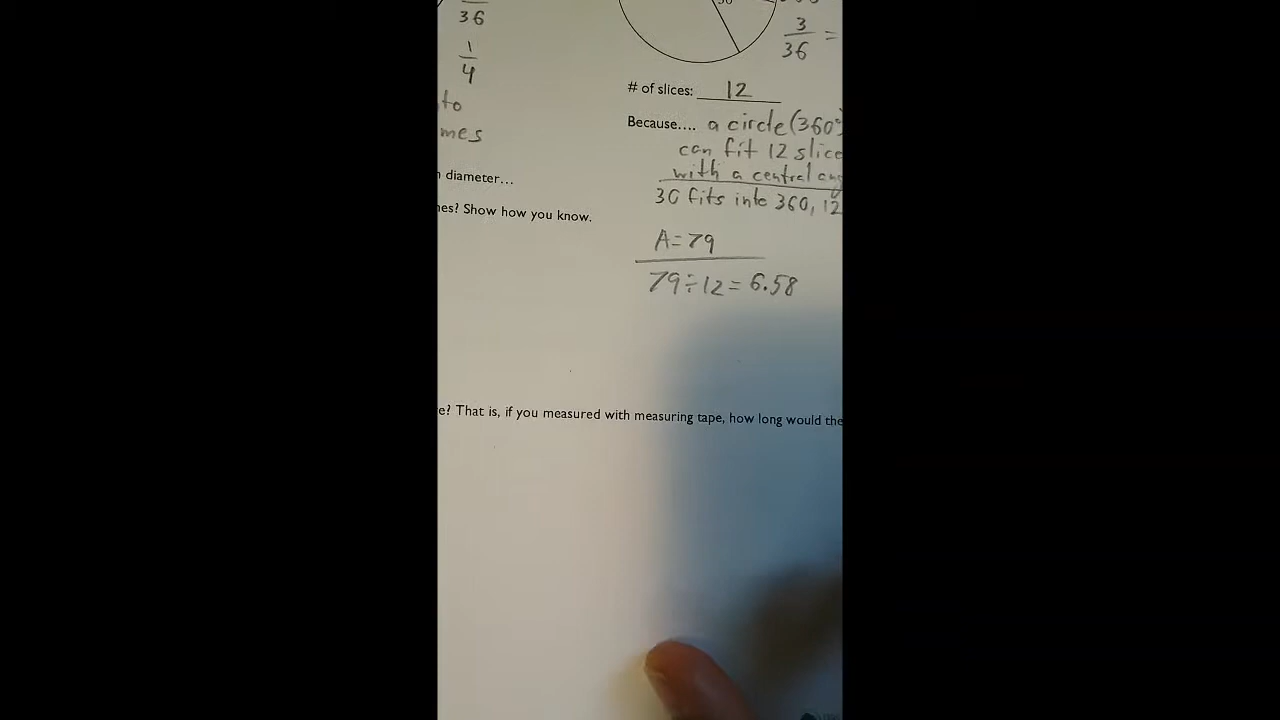 36
1
4
to
mes
3
36 =
# of slices: 12
Because.... a circle (360°)
can fit 12 slice
with a central ang
30 fits into 360, 12
diameter...
nes? Show how you know.
A=79
79÷12=6.58
e? That is, if you measured with measuring tape, how long would the